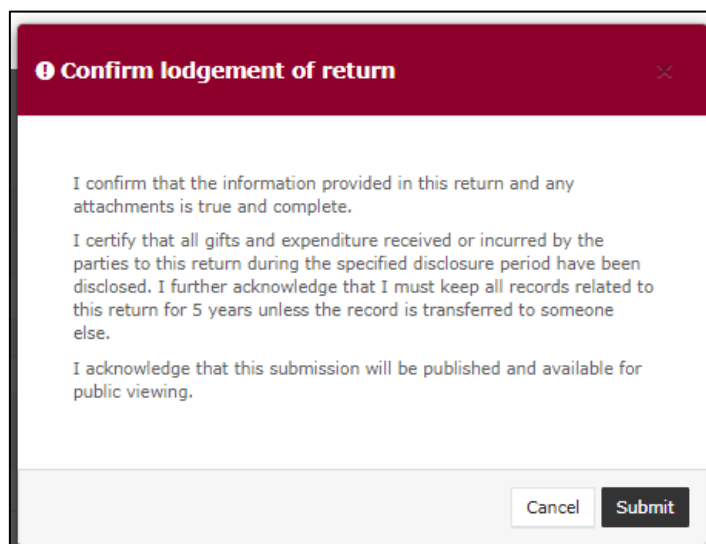 Confirm lodgement of return
I confirm that the information provided in this return and any
attachments is true and complete.
I certify that all gifts and expenditure received or incurred by the
parties to this return during the specified disclosure period have been
disclosed. I further acknowledge that I must keep all records related to
this return for 5 years unless the record is transferred to someone
else.
I acknowledge that this submission will be published and available for
public viewing.
Cancel Submit